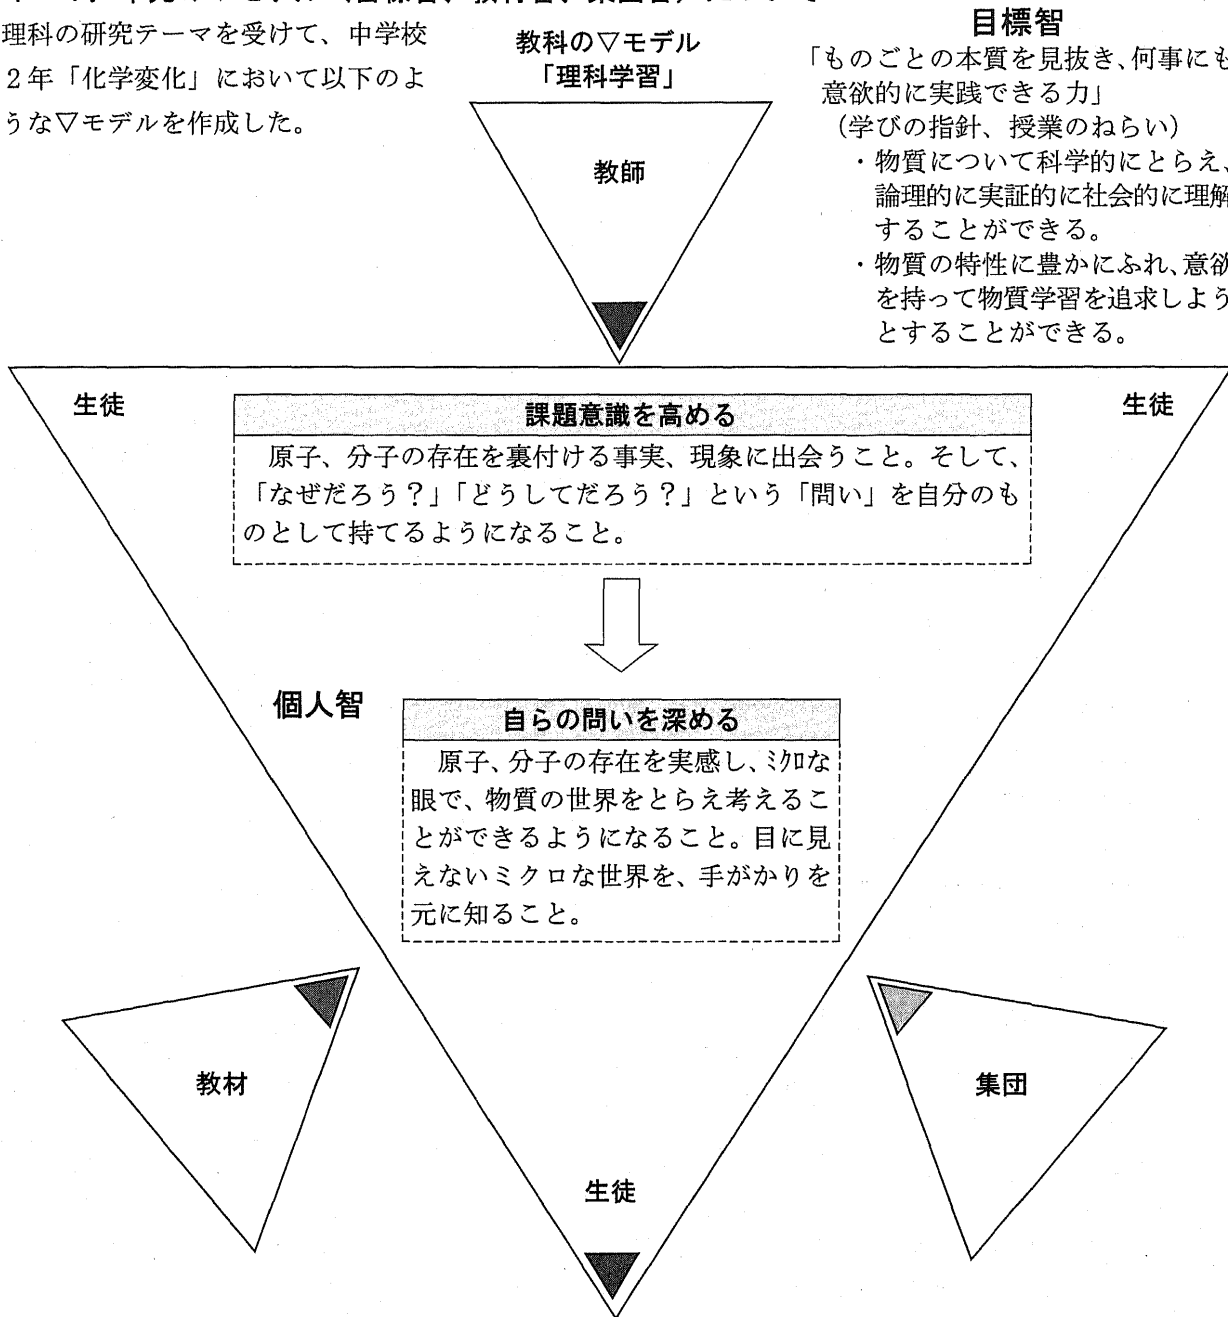 理科の研究テーマを受けて、中学校
2年「化学変化」において以下のよ
うな▽モデルを作成した。
教科の▽モデル
「理科学習」
教師
目標智
「ものごとの本質を見抜き、何事にも
意欲的に実践できる力」
(学びの指針、授業のねらい)
・物質について科学的にとらえ、
論理的に実証的に社会的に理解
することができる。
・物質の特性に豊かにふれ、意欲
を持って物質学習を追求しよう
とすることができる。
生徒
生徒
課題意識を高める
原子、分子の存在を裏付ける事実、現象に出会うこと。そして、
「なぜだろう?」「どうしてだろう?」という「問い」を自分のも
のとして持てるようになること。
個人智
自らの問いを深める
原子、分子の存在を実感し、ミクロな
眼で、物質の世界をとらえ考えるこ
とができるようになること。目に見
えないミクロな世界を、手がかりを
元に知ること。
教材
集団
生徒